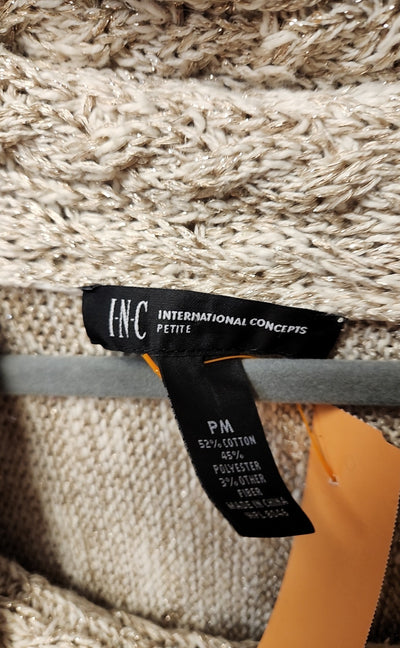 I·N·C INTERNATIONAL CONCEPTS
PETITE
PM
52% COTTON
45%
POLYESTER
3% OTHER
FIBER
MADE IN CHINA